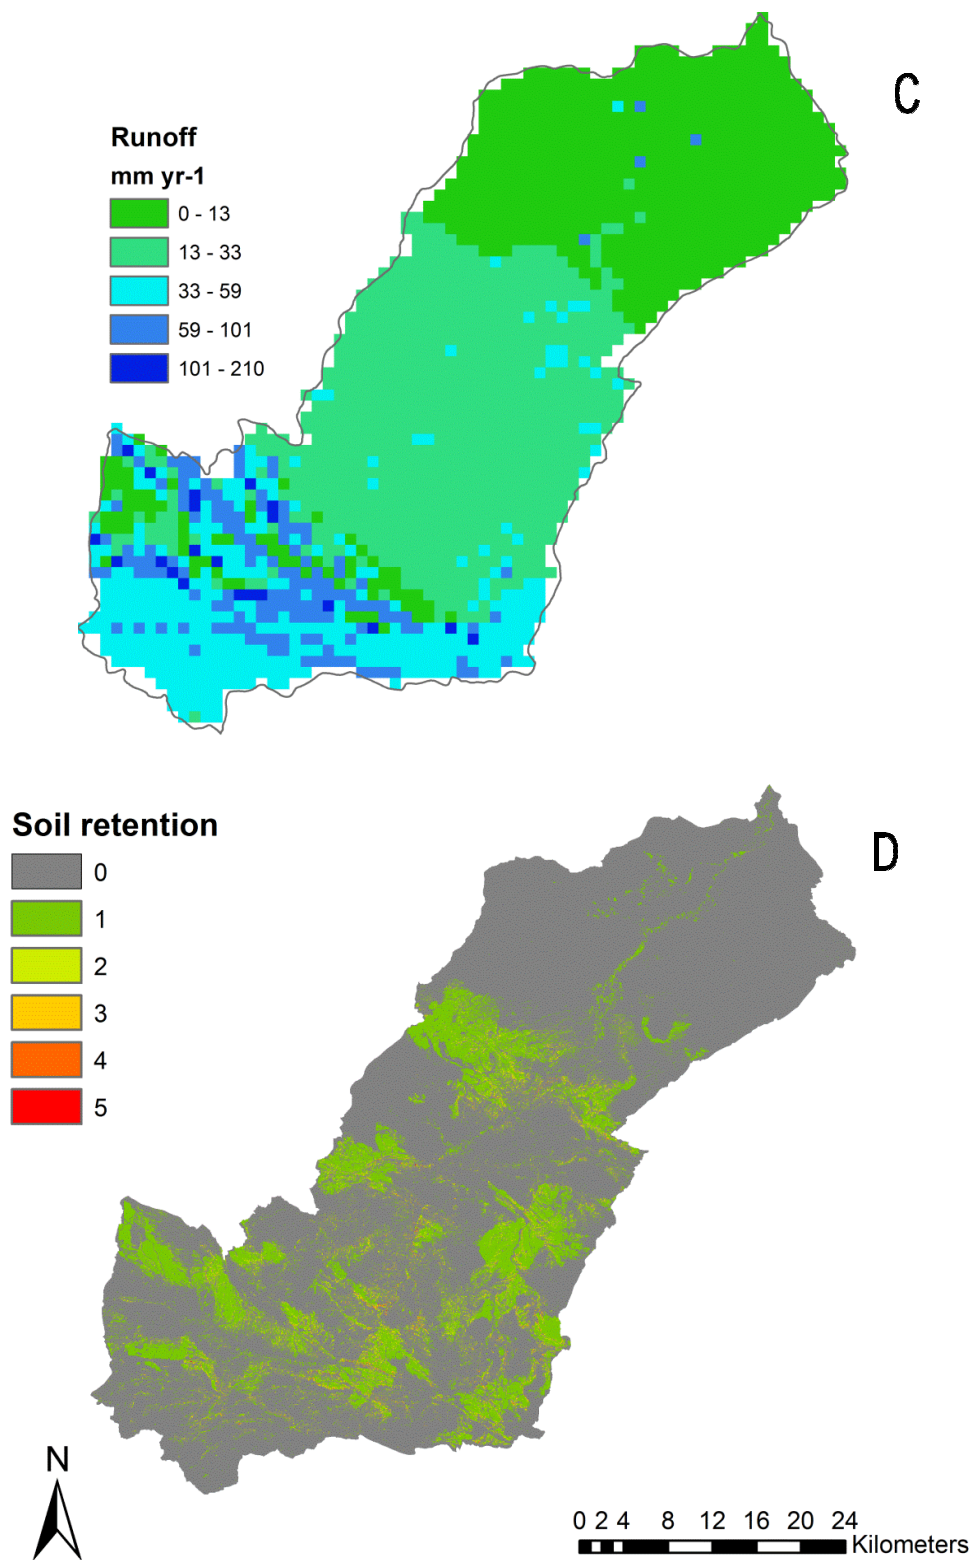 C
Runoff
mm yr-1
0 - 13
13 - 33
33 - 59
59 - 101
101 - 210
Soil retention
D
0
1
2
3
4
5
N
0 2 4 8 12 16 20 24
Kilometers